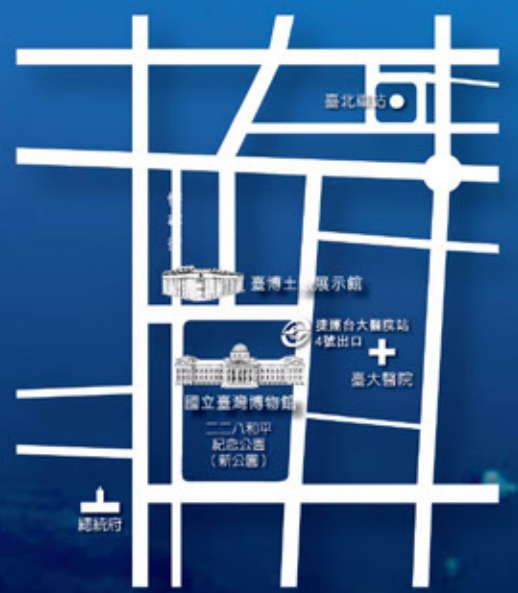 臺北車站
臺博土銀展示館
捷運台大醫院站
4號出口
臺大醫院
國立臺灣博物館
二二八和平
紀念公園
(新公園)
總統府